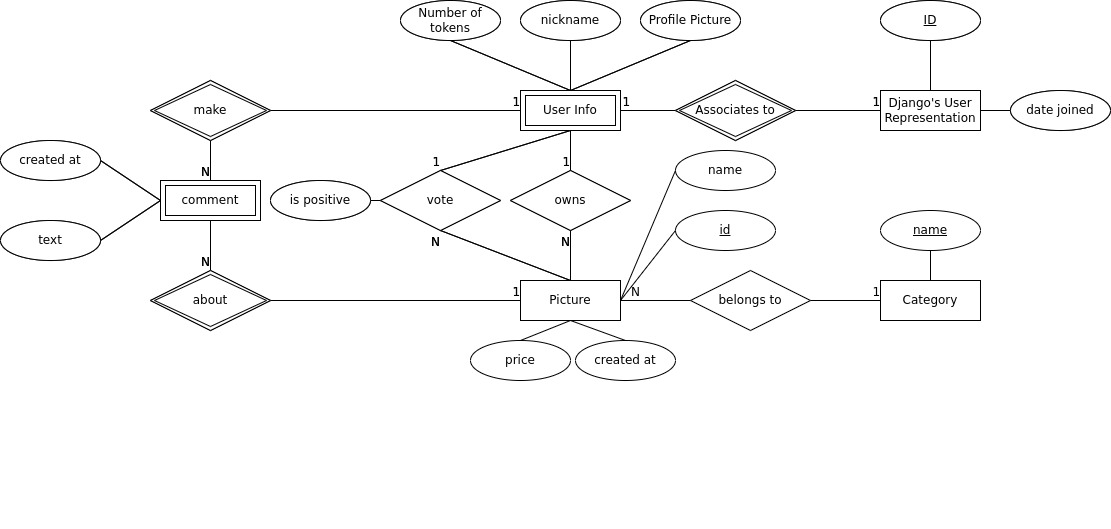 Number of
tokens
nickname
Profile Picture
ID
make
1
User Info
1
Associates to
1
Django's User
Representation
date joined
created at
N
comment
is positive
1
vote
1
owns
name
text
N
N
N
id
name
about
1
Picture
N
belongs to
1
Category
price
created at